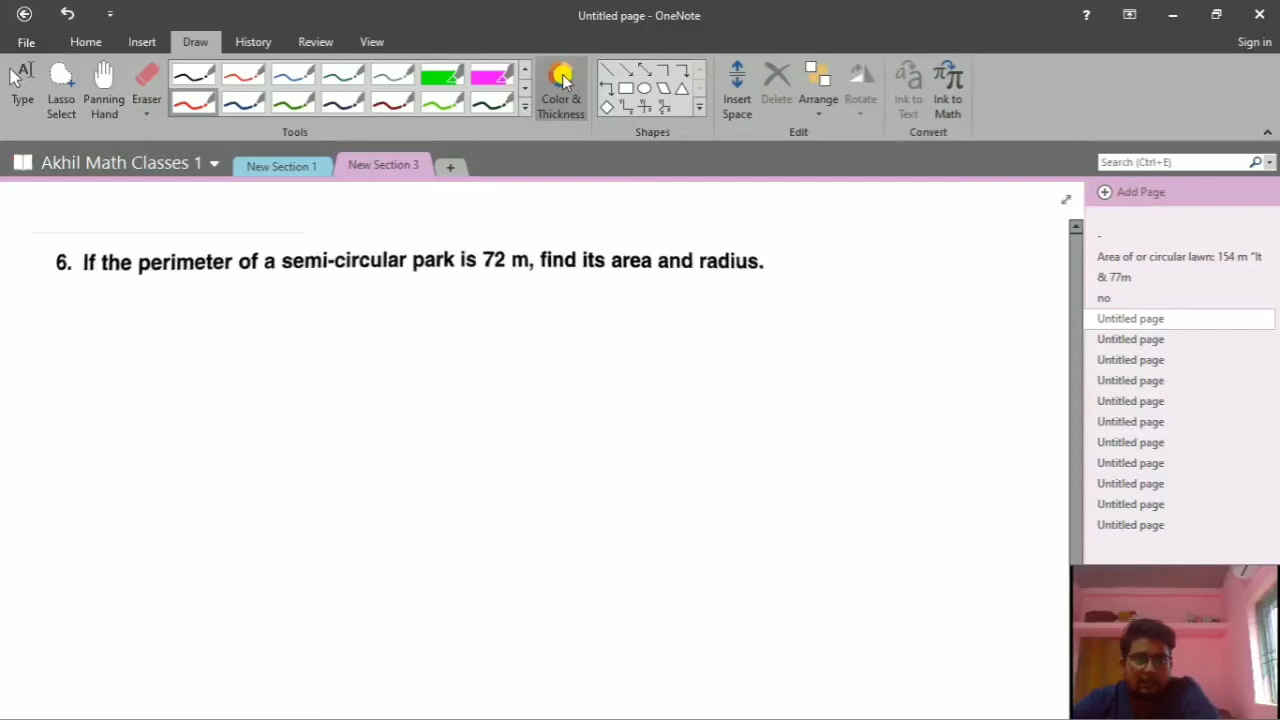 Untitled page - OneNote
?
File Home Insert Draw History Review View
Sign in
Type
Lasso Select
Panning Hand
Eraser
Color & Thickness
Insert Space
Delete
Arrange
Rotate
Ink to Text
Ink to Math
Tools
Shapes
Edit
Convert
Akhil Math Classes 1
New Section 1
New Section 3
+
Search (Ctrl+E)
Add Page
6. If the perimeter of a semi-circular park is 72 m, find its area and radius.
-
Area of or circular lawn: 154 m "lt
& 77m
no
Untitled page
Untitled page
Untitled page
Untitled page
Untitled page
Untitled page
Untitled page
Untitled page
Untitled page
Untitled page
Untitled page